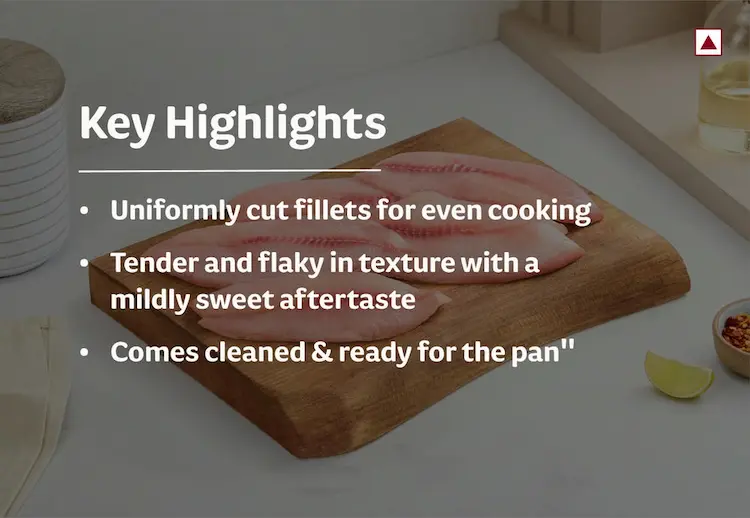 Key Highlights
• Uniformly cut fillets for even cooking
• Tender and flaky in texture with a
mildly sweet aftertaste
• Comes cleaned & ready for the pan"